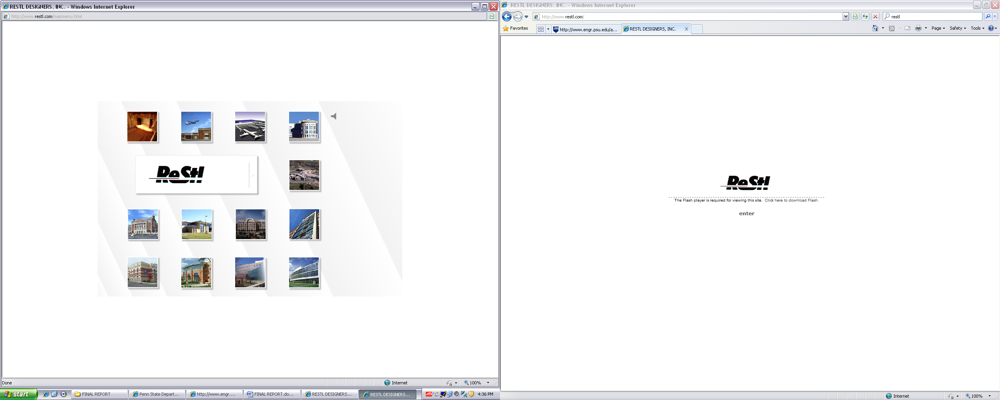 RESTL DESIGNERS, INC. - Windows Internet Explorer
http://www.restl.com/mainmenu.html
ReStl
Done
Internet
100%
start
FINAL REPORT
Penn State Depart...
http://www.engr....
FINAL REPORT.do...
RESTL DESIGNERS...
RESTL DESIGNERS...
ATI
AIM
4:36 PM
RESTL DESIGNERS, INC. - Windows Internet Explorer
http://www.restl.com/
restl
Favorites
http://www.engr.psu.edu/a...
RESTL DESIGNERS, INC.
Page
Safety
Tools
ReStl
The Flash player is required for viewing this site. Click here to download Flash.
enter
Internet
100%